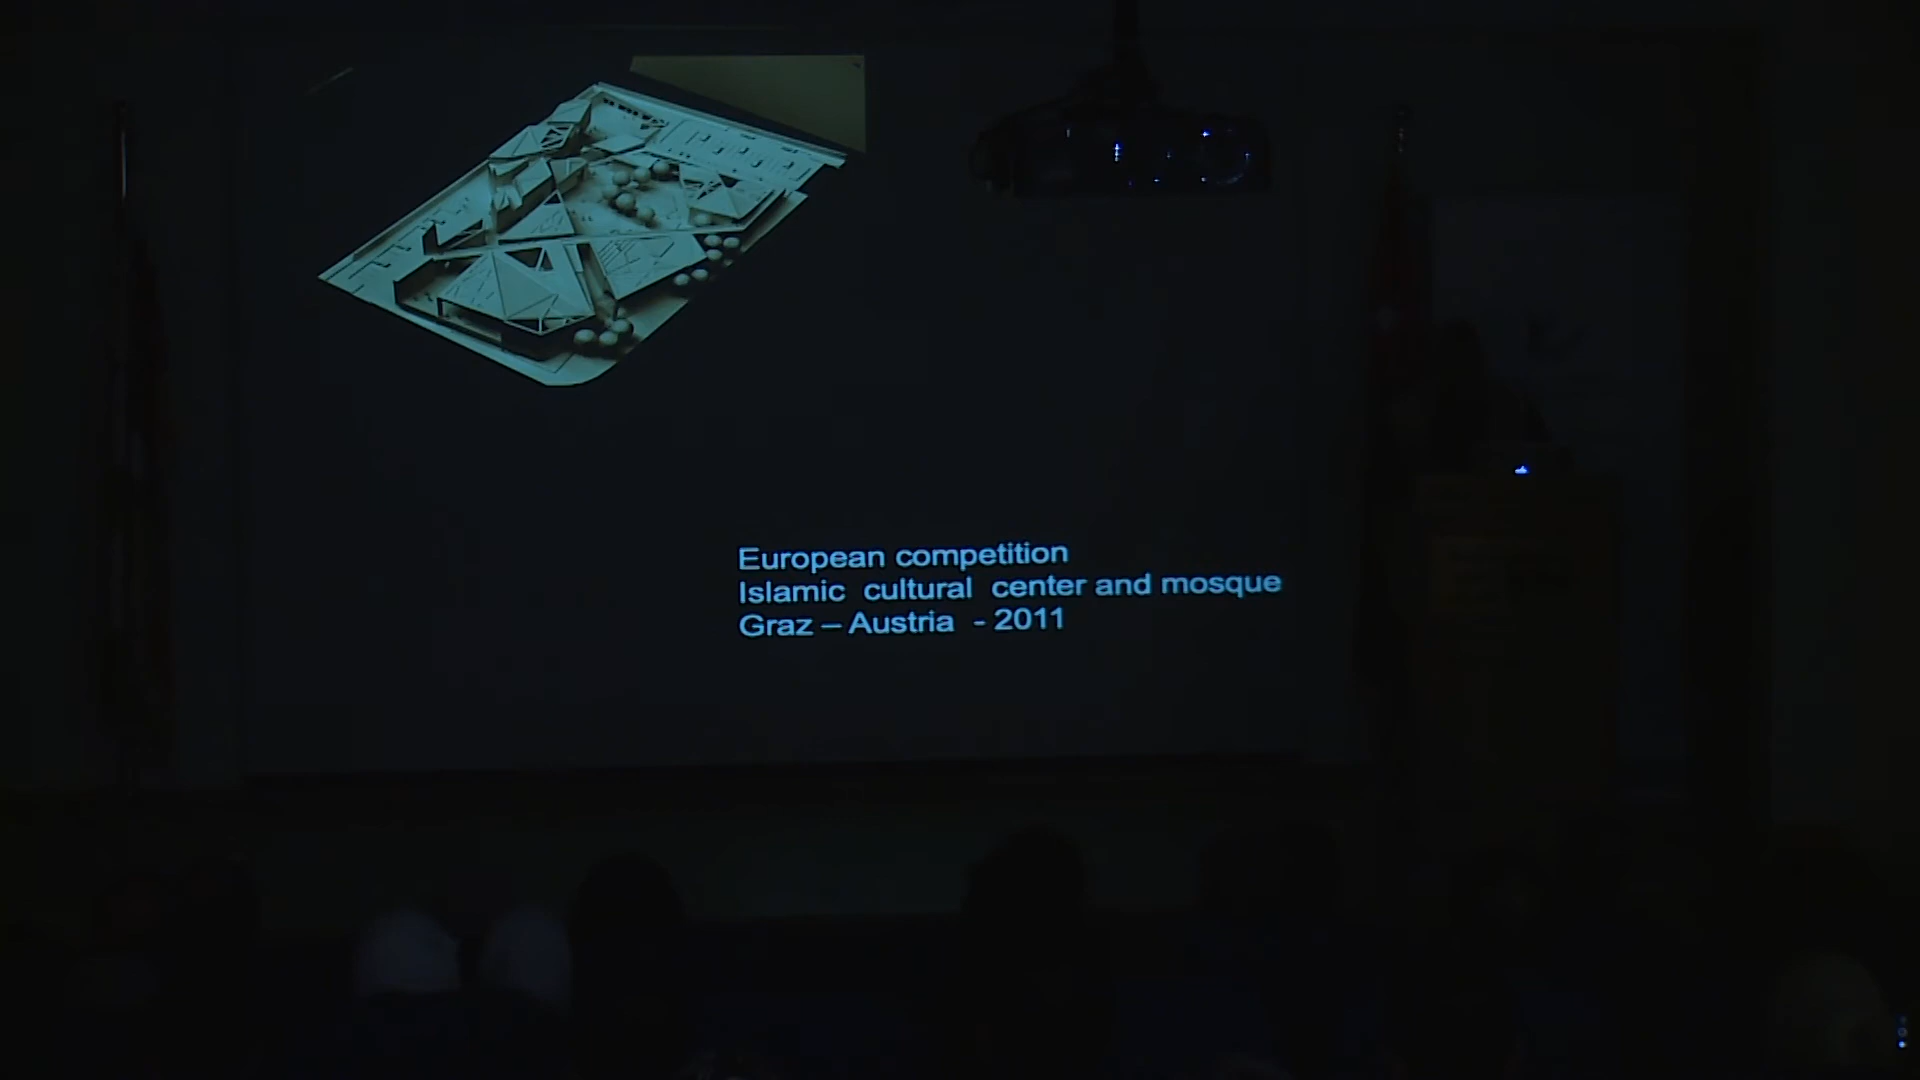 European competition
Islamic cultural center and mosque
Graz – Austria - 2011